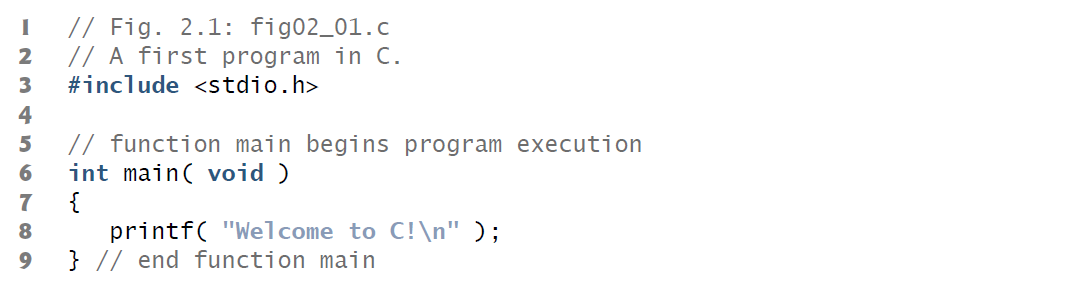 1 // Fig. 2.1: fig02_01.c
2 // A first program in C.
3 #include <stdio.h>
4
5 // function main begins program execution
6 int main( void )
7 {
8    printf( "Welcome to C!\n" );
9 } // end function main